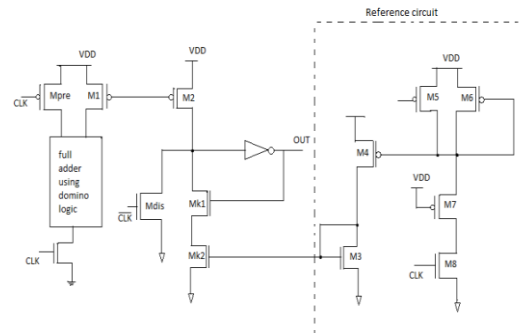 Reference circuit
VDD
VDD
VDD
CLK
Mpre
M1
M2
M5
M6
OUT
M4
full
adder
using
domino
logic
Mdis
CLK
Mk1
VDD
M7
Mk2
M3
CLK
M8
CLK